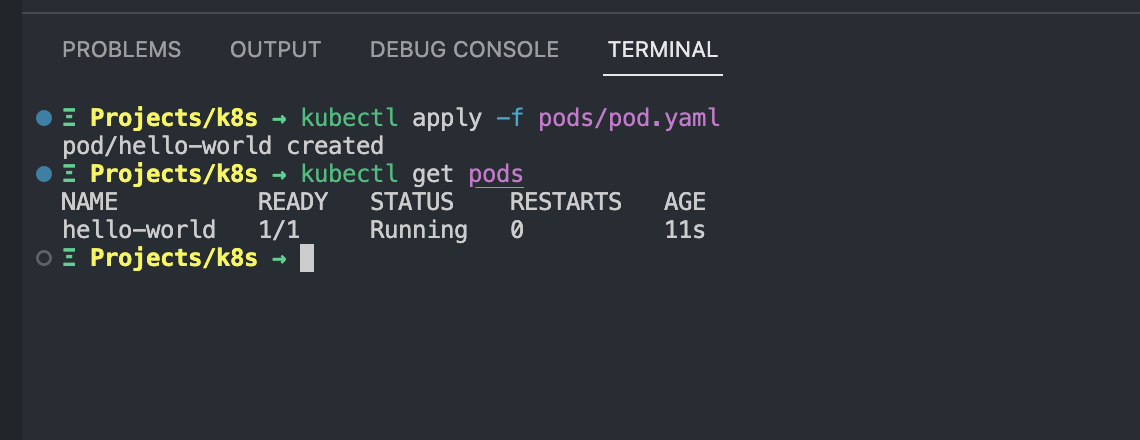 PROBLEMS OUTPUT DEBUG CONSOLE TERMINAL
Ξ Projects/k8s → kubectl apply -f pods/pod.yaml
pod/hello-world created
Ξ Projects/k8s → kubectl get pods
NAME READY STATUS RESTARTS AGE
hello-world 1/1 Running 0 11s
Ξ Projects/k8s →